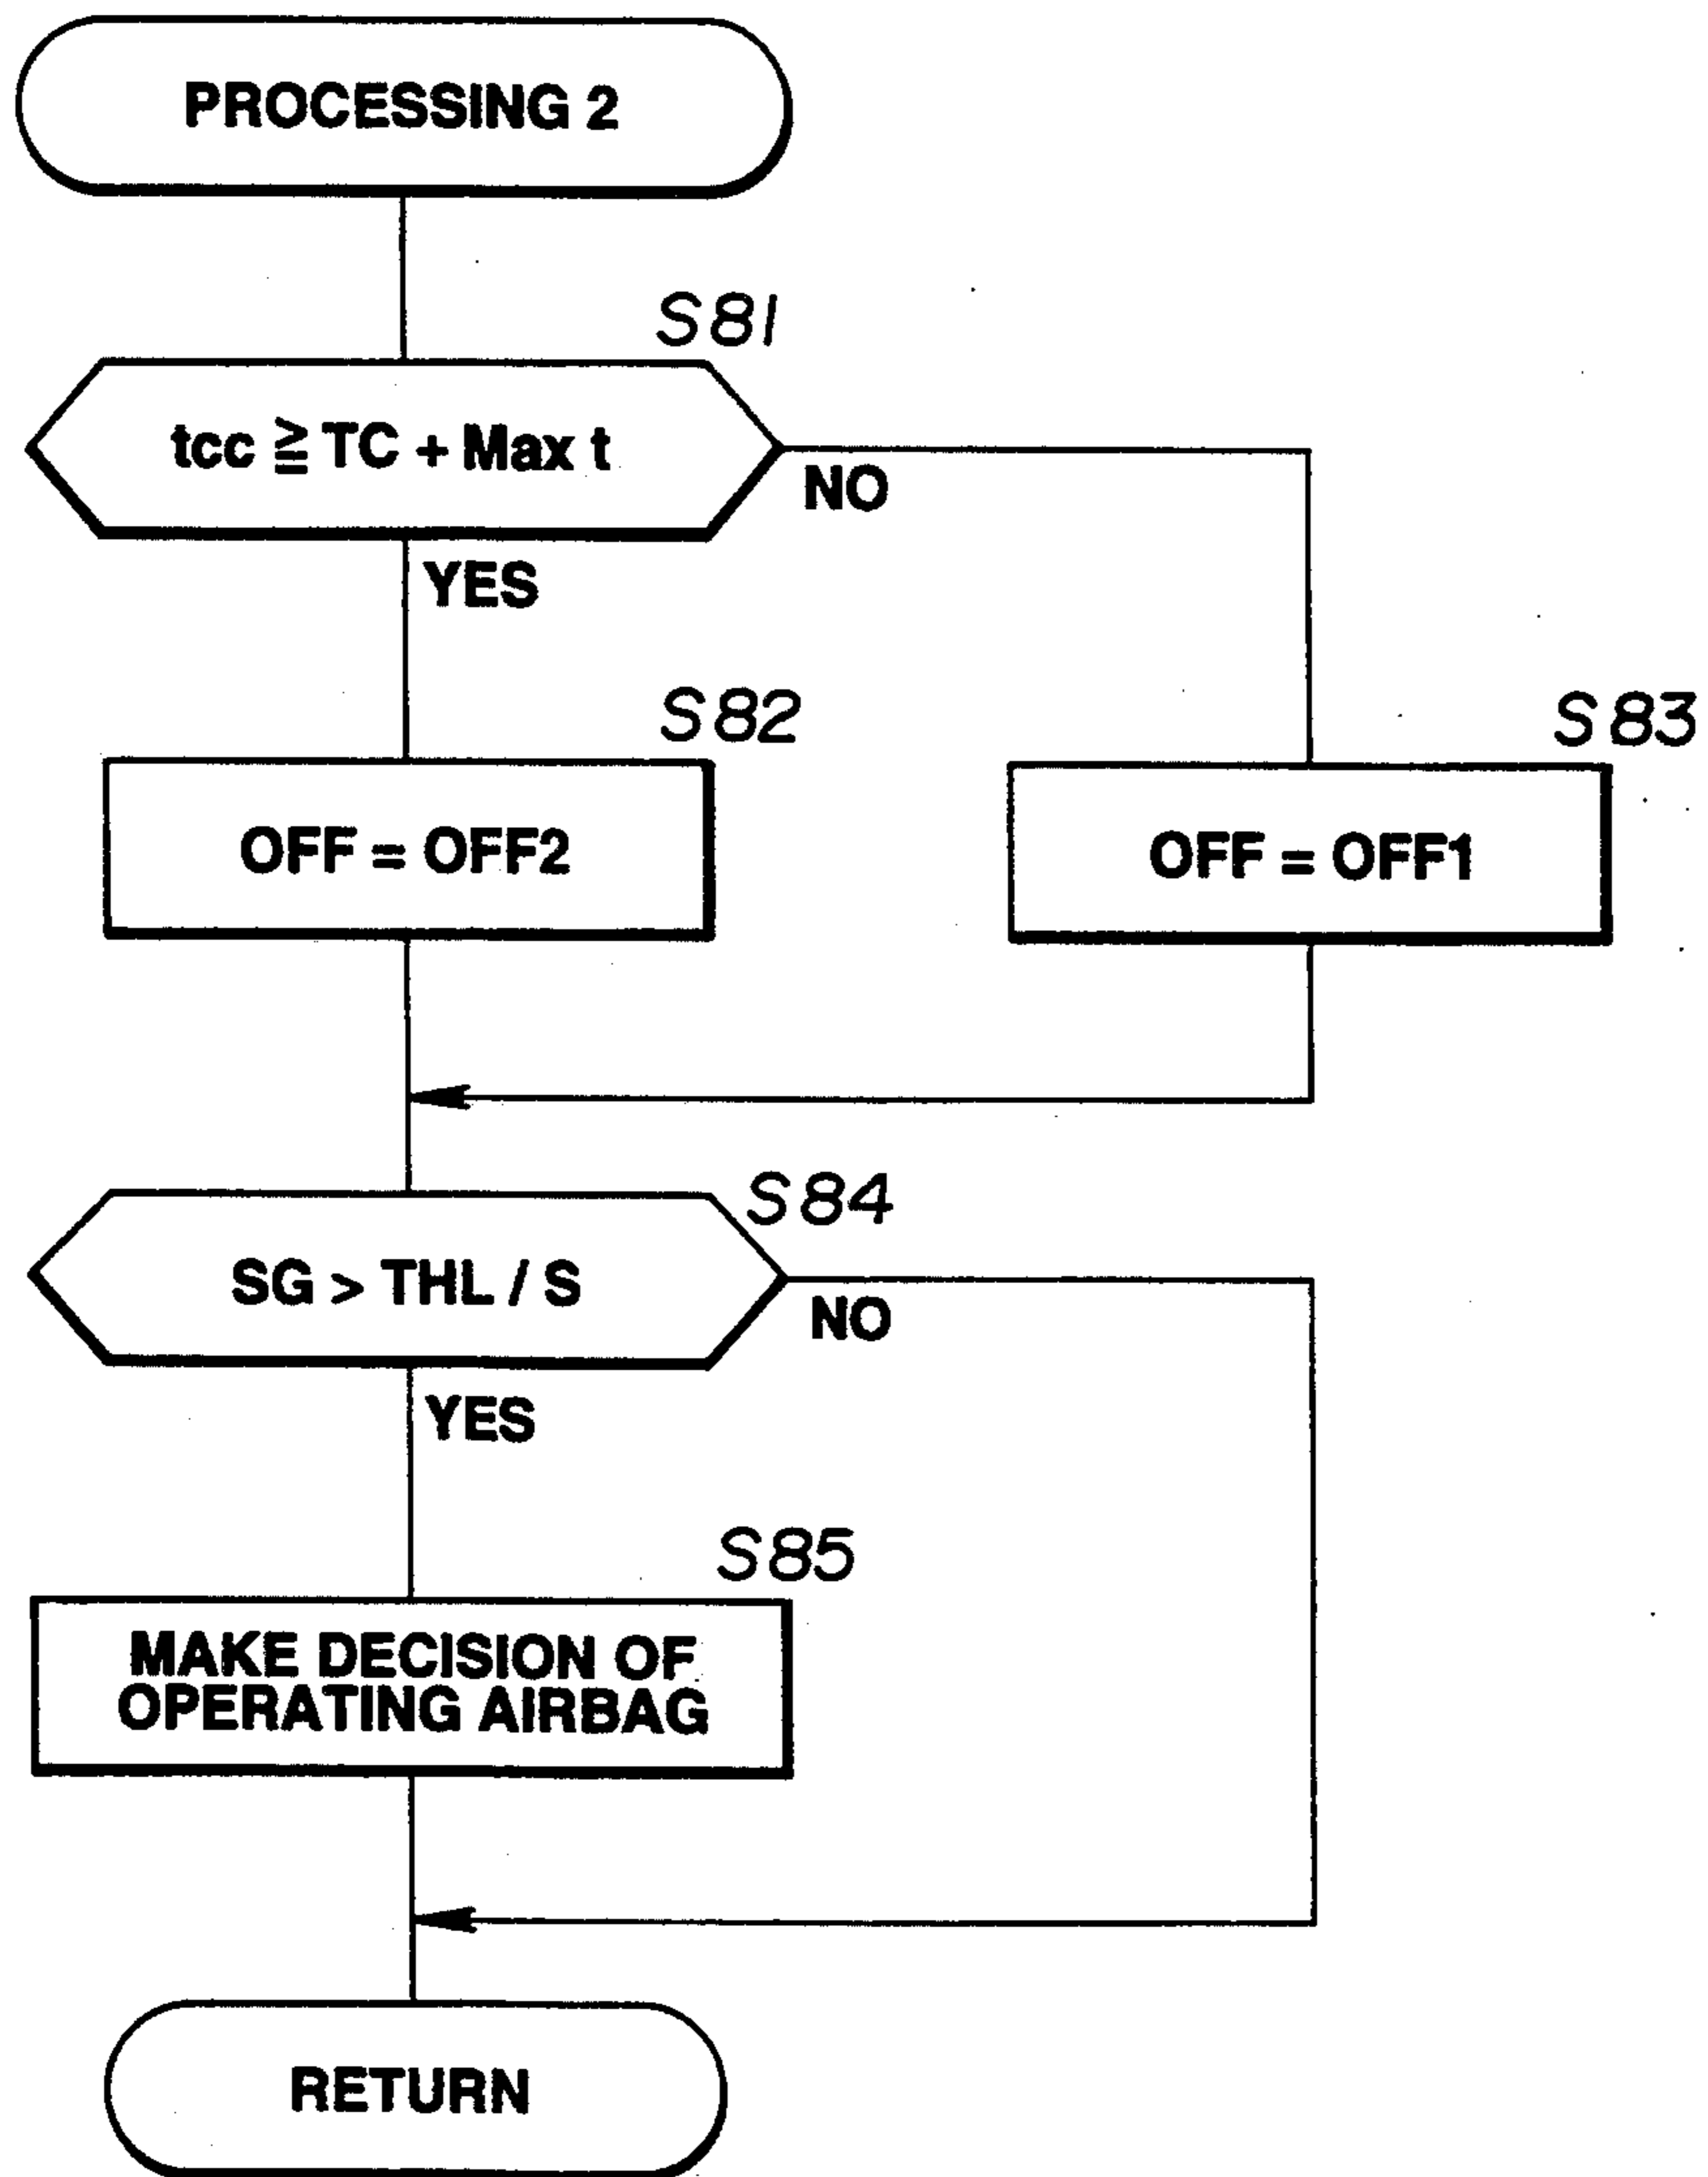 PROCESSING 2
S81
tcc ≧ TC + Max t
NO
YES
S82
S83
OFF = OFF2
OFF = OFF1
S84
SG > THL / S
NO
YES
S85
MAKE DECISION OF
OPERATING AIRBAG
RETURN